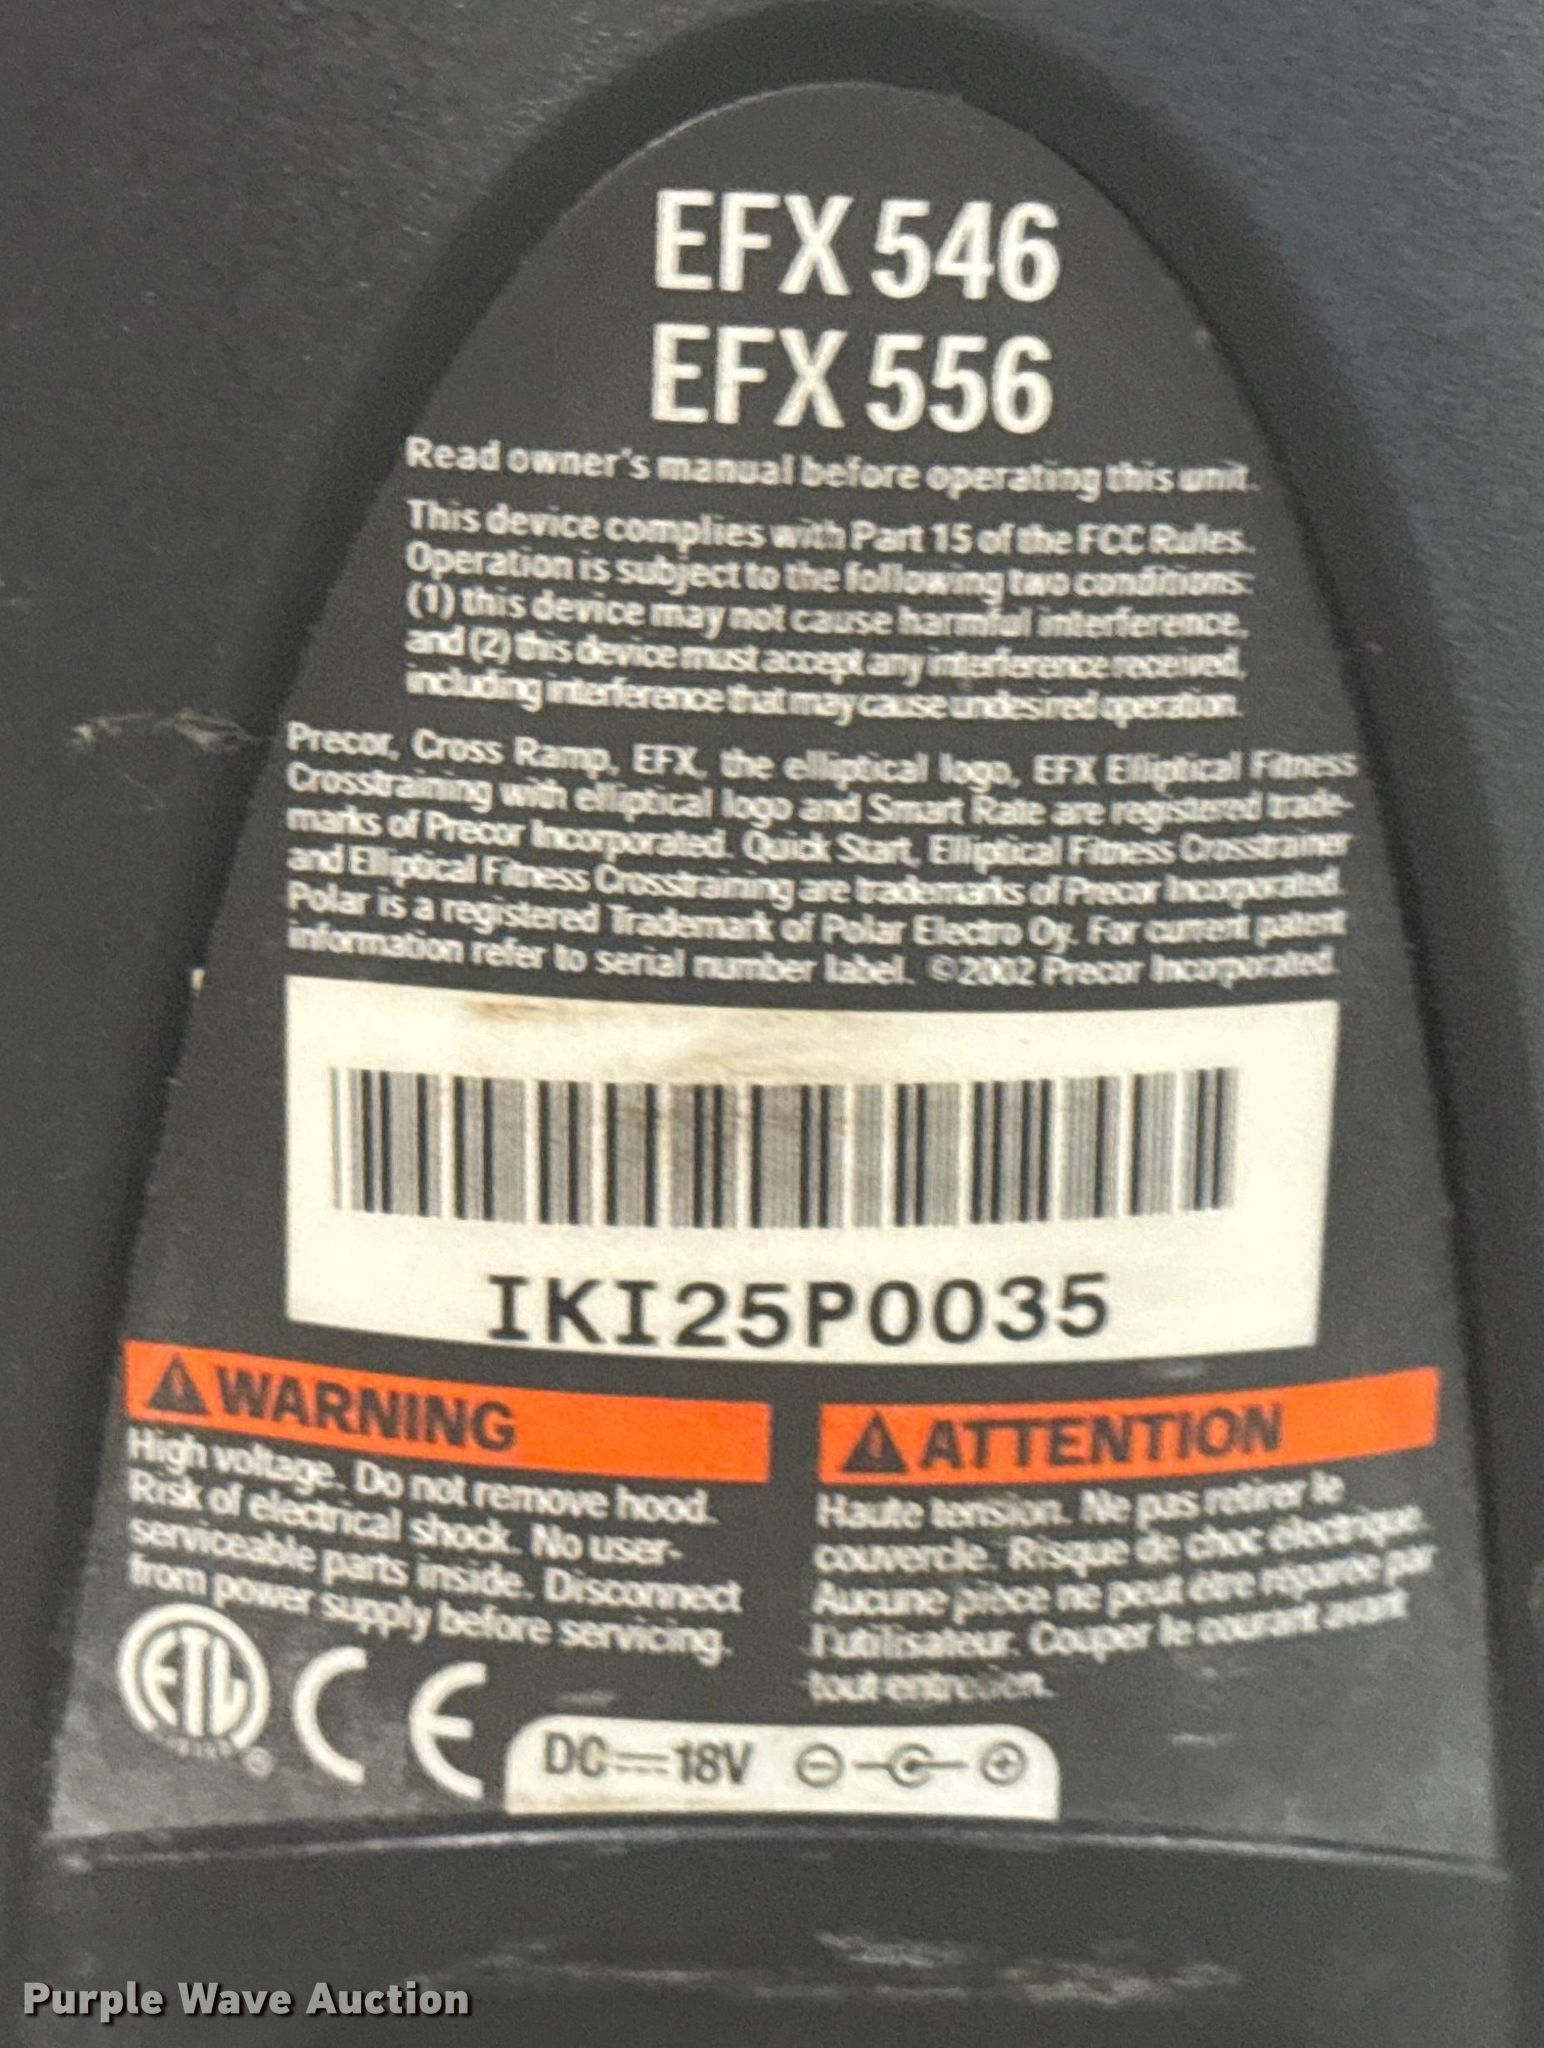 EFX 546
EFX 556
Read owner's manual before operating this unit.
This device complies with Part 15 of the FCC Rules.
Operation is subject to the following two conditions:
(1) this device may not cause harmful interference,
and (2) this device must accept any interference received,
including interference that may cause undesired operation.
Precor, Cross Ramp, EFX, the elliptical logo, EFX Elliptical Fitness
Crosstraining with elliptical logo and Smart Rate are registered trade-
marks of Precor Incorporated. Quick Start, Elliptical Fitness Crosstrainer
and Elliptical Fitness Crosstraining are trademarks of Precor Incorporated.
Polar is a registered Trademark of Polar Electro Oy. For current patent
information refer to serial number label. ©2002 Precor Incorporated.
IKI25P0035
WARNING
High voltage. Do not remove hood.
Risk of electrical shock. No user-
serviceable parts inside. Disconnect
from power supply before servicing.
ATTENTION
Haute tension. Ne pas retirer le
couvercle. Risque de choc électrique.
Aucune pièce ne peut être réparée par
l'utilisateur. Couper le courant avant
tout entretien.
ETL CE
DC 18V
Purple Wave Auction